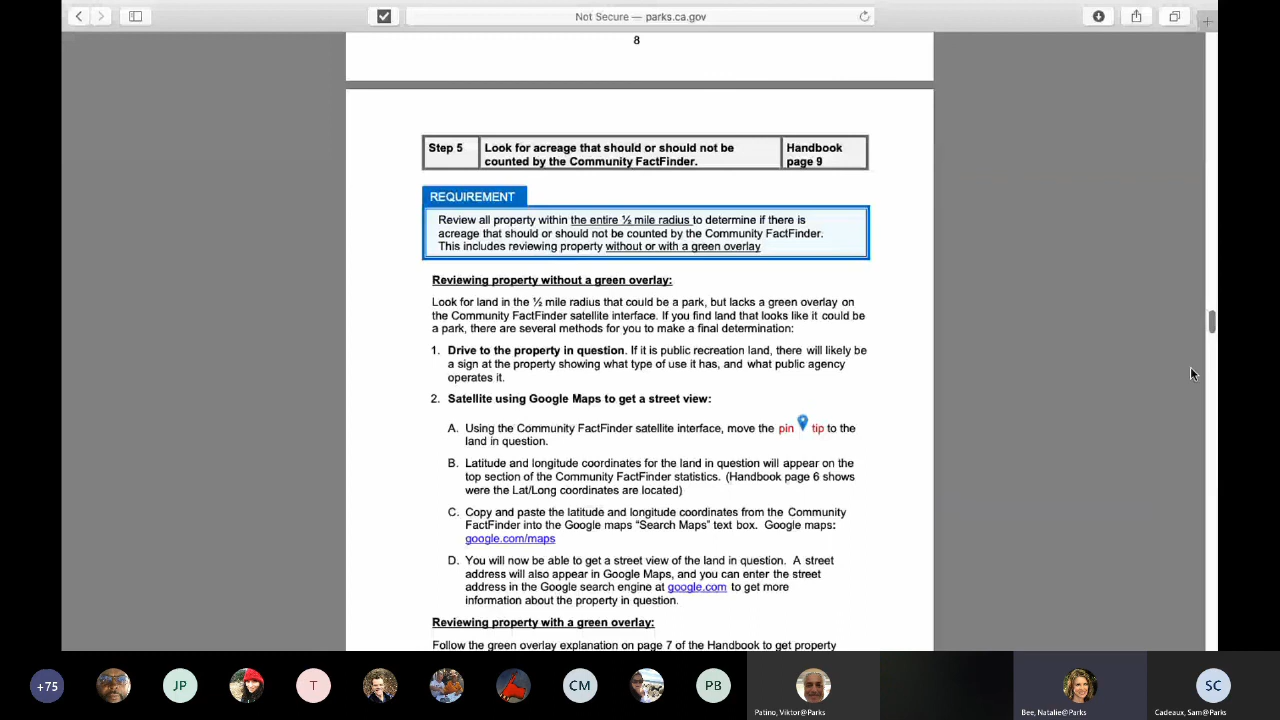 Not Secure — parks.ca.gov
8
Step 5
Look for acreage that should or should not be
counted by the Community FactFinder.
Handbook
page 9
REQUIREMENT
Review all property within the entire ½ mile radius to determine if there is
acreage that should or should not be counted by the Community FactFinder.
This includes reviewing property without or with a green overlay
Reviewing property without a green overlay:
Look for land in the ½ mile radius that could be a park, but lacks a green overlay on
the Community FactFinder satellite interface. If you find land that looks like it could be
a park, there are several methods for you to make a final determination:
1. Drive to the property in question. If it is public recreation land, there will likely be
a sign at the property showing what type of use it has, and what public agency
operates it.
2. Satellite using Google Maps to get a street view:
A. Using the Community FactFinder satellite interface, move the pin tip to the
land in question.
B. Latitude and longitude coordinates for the land in question will appear on the
top section of the Community FactFinder statistics. (Handbook page 6 shows
were the Lat/Long coordinates are located)
C. Copy and paste the latitude and longitude coordinates from the Community
FactFinder into the Google maps “Search Maps” text box. Google maps:
google.com/maps
D. You will now be able to get a street view of the land in question. A street
address will also appear in Google Maps, and you can enter the street
address in the Google search engine at google.com to get more
information about the property in question.
Reviewing property with a green overlay:
Follow the green overlay explanation on page 7 of the Handbook to get property
+75
JP
T
CM
PB
SC
Patino, Viktor@Parks
Bee, Natalie@Parks
Cadeaux, Sam@Parks